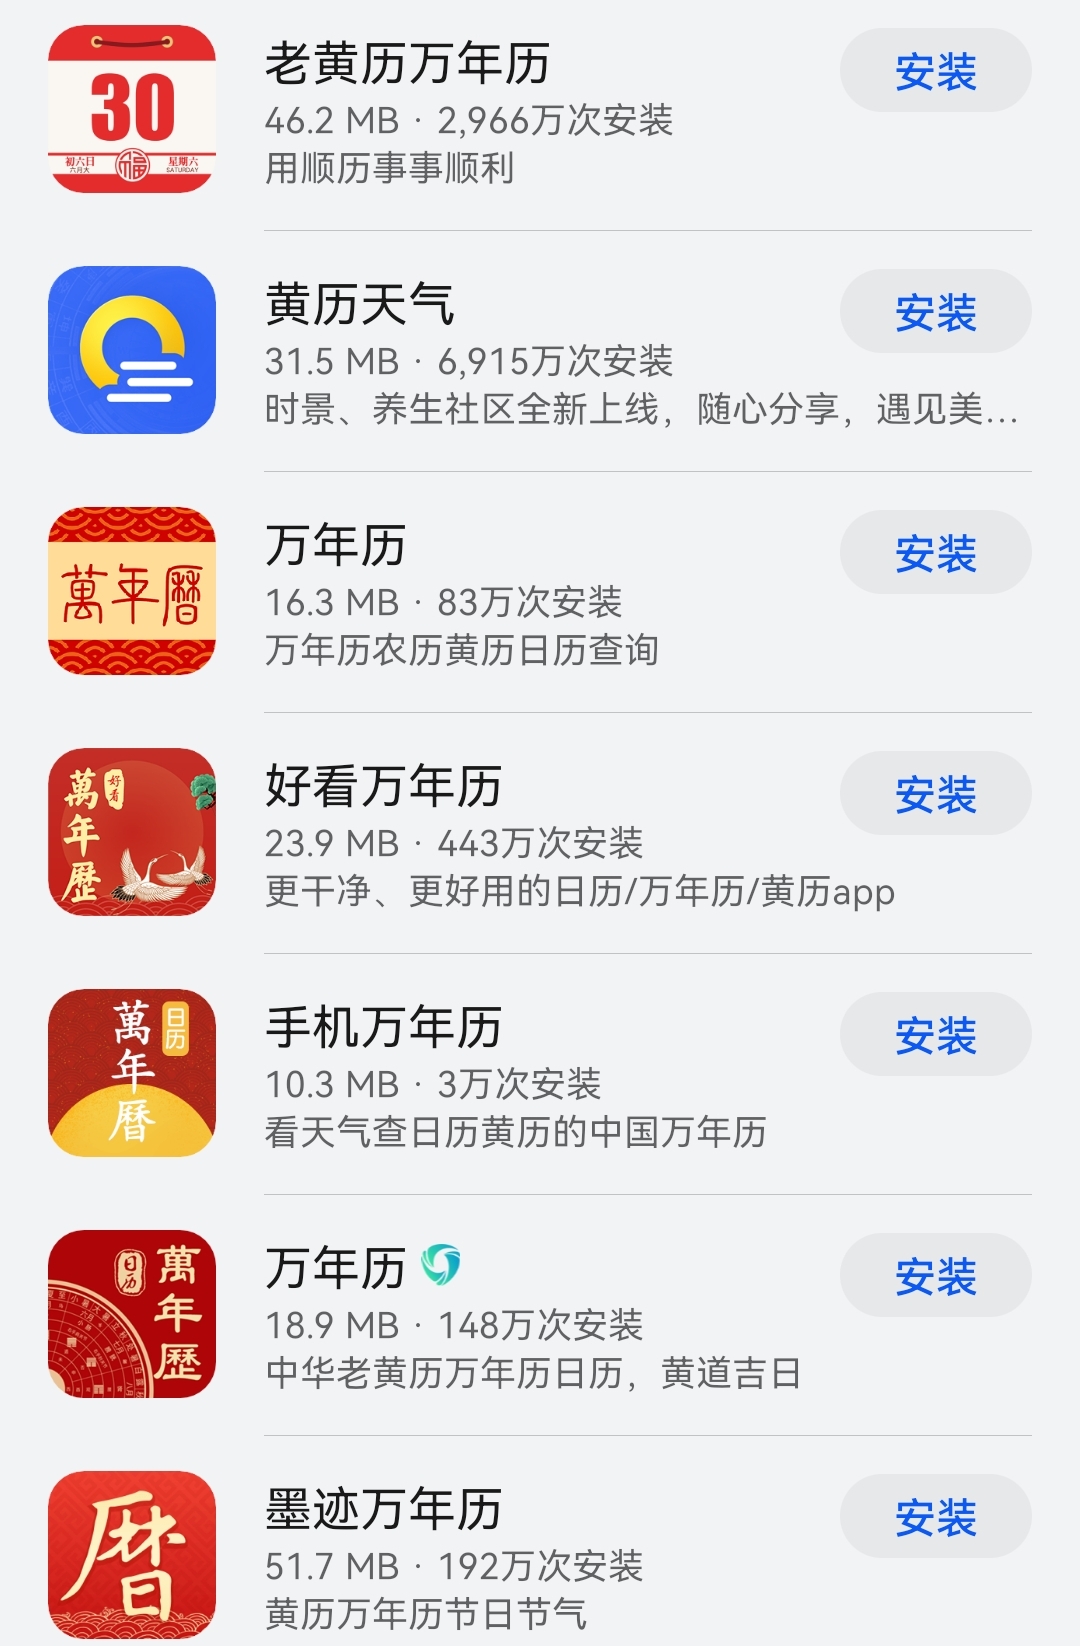 30
初六日
六月大
福
星期六
SATURDAY
老黄历万年历
46.2 MB · 2,966万次安装
用顺历事事顺利
安装
黄历天气
31.5 MB · 6,915万次安装
时景、养生社区全新上线，随心分享，遇见美...
安装
萬年曆
万年历
16.3 MB · 83万次安装
万年历农历黄历日历查询
安装
萬年歷
好看
好看万年历
23.9 MB · 443万次安装
更干净、更好用的日历/万年历/黄历app
安装
萬年曆
日历
手机万年历
10.3 MB · 3万次安装
看天气查日历黄历的中国万年历
安装
萬年歷
日历
万年历
18.9 MB · 148万次安装
中华老黄历万年历日历，黄道吉日
安装
暦
墨迹万年历
51.7 MB · 192万次安装
黄历万年历节日节气
安装